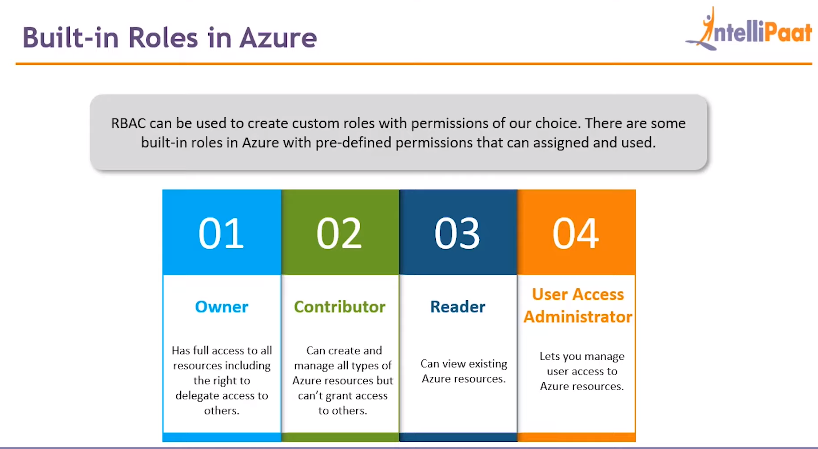 Built-in Roles in Azure
IntelliPaat
RBAC can be used to create custom roles with permissions of our choice. There are some
built-in roles in Azure with pre-defined permissions that can assigned and used.
01
02
03
04
Owner
Has full access to all
resources including
the right to
delegate access to
others.
Contributor
Can create and
manage all types of
Azure resources but
can't grant access
to others.
Reader
Can view existing
Azure resources.
User Access
Administrator
Lets you manage
user access to
Azure resources.